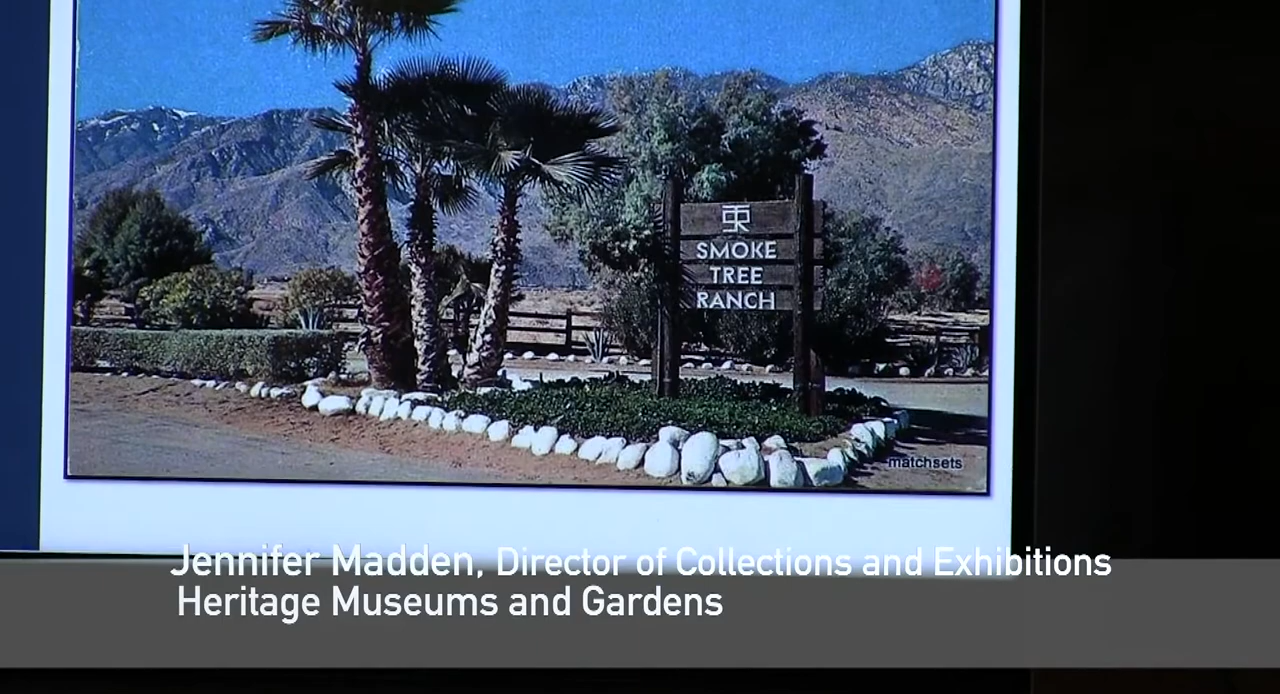 SMOKE
TREE
RANCH
matchsets
Jennifer Madden, Director of Collections and Exhibitions
Heritage Museums and Gardens